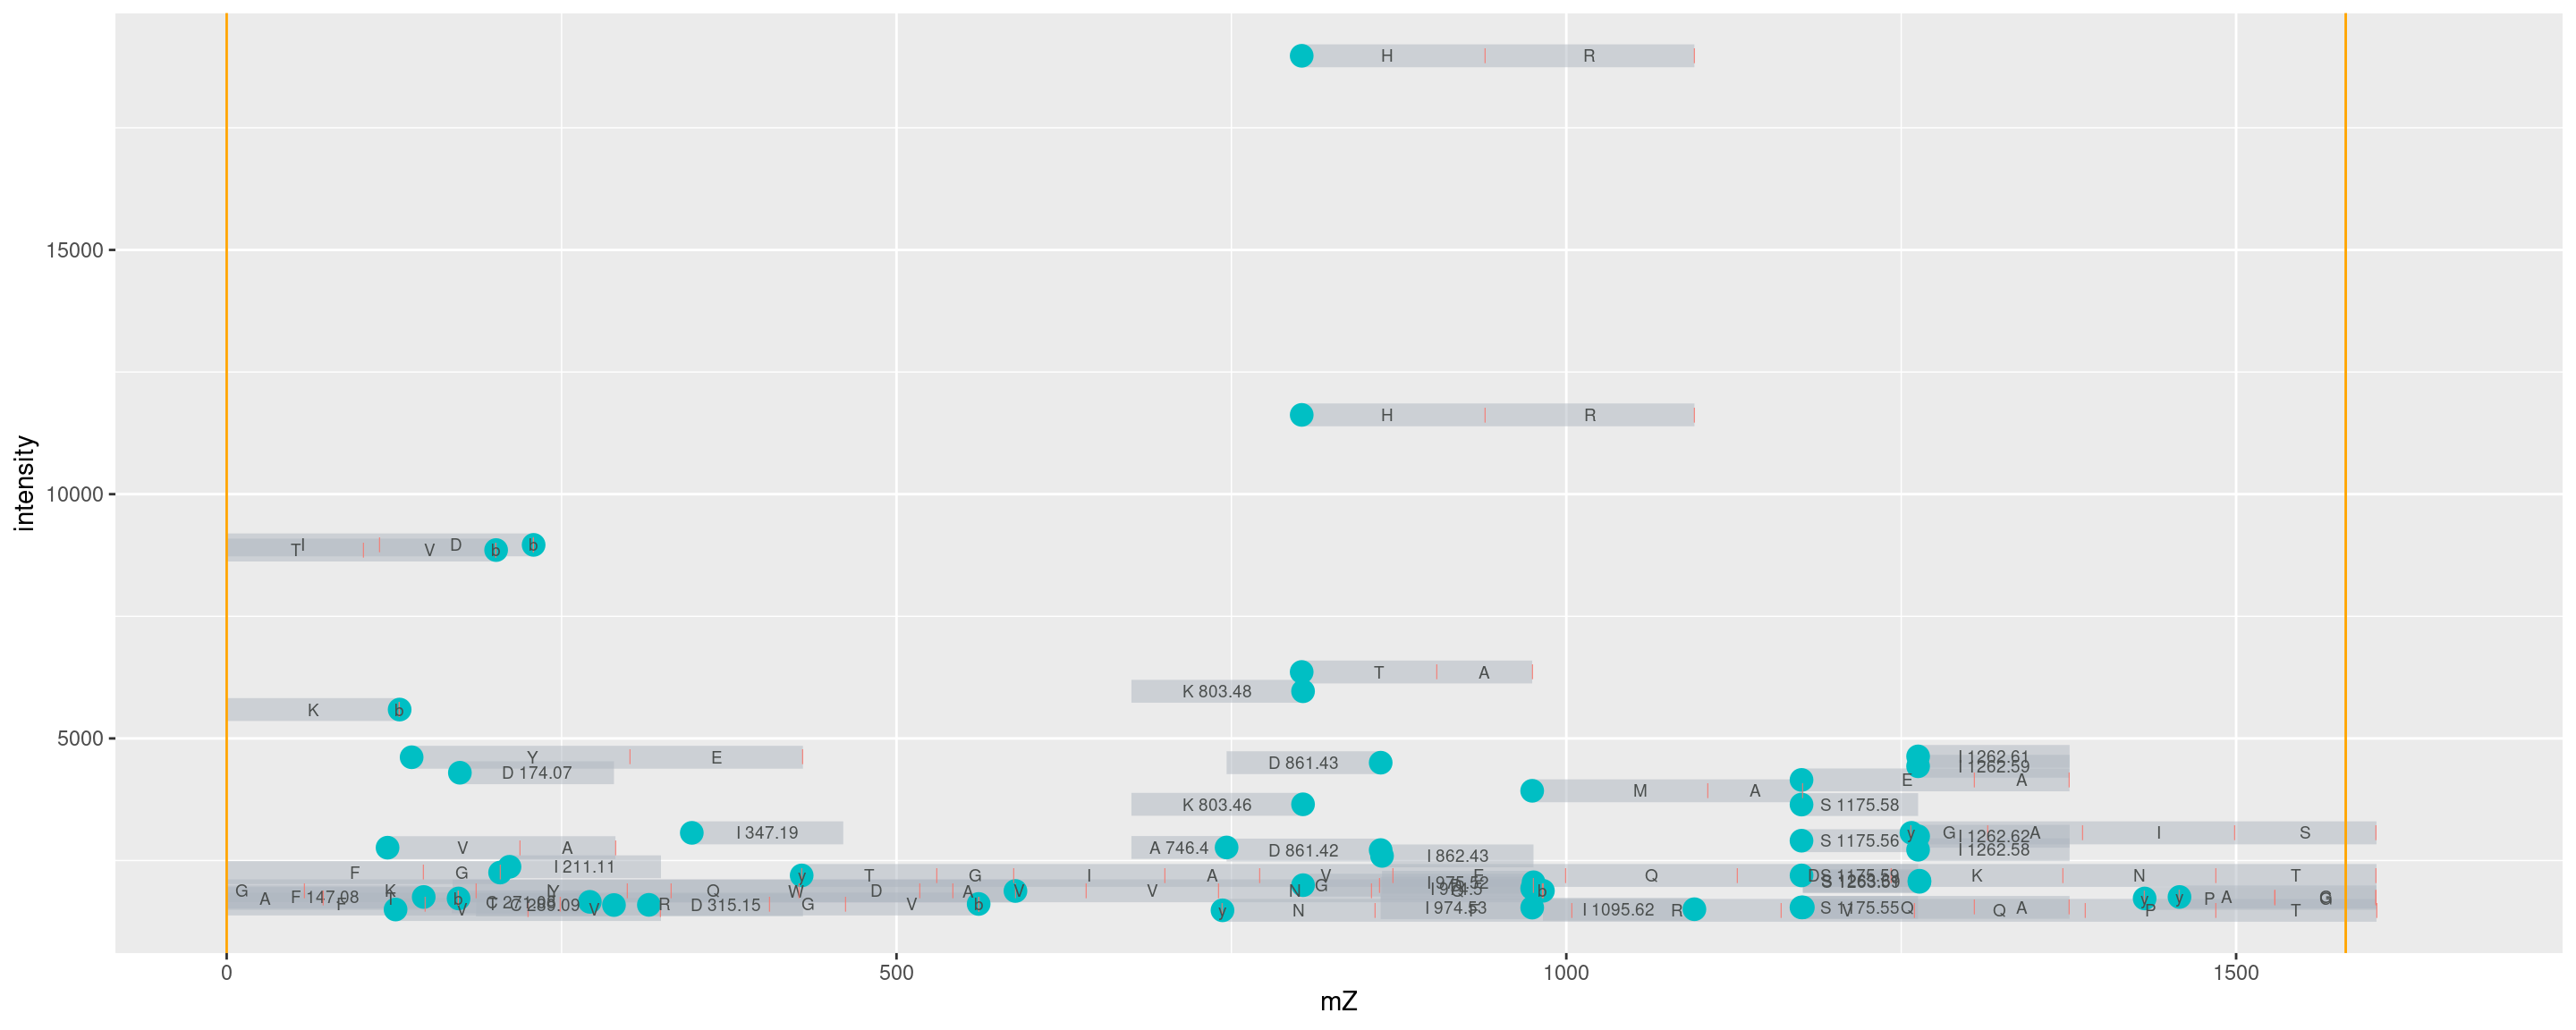 H R
15000
H R
10000
T I V D b b
T A
K 803.48
K b
5000
Y E
I 1262.61
D 861.43
I 1262.59
D 174.07
E A
M A
K 803.46
S 1175.58
I 347.19
y G A I S
I 1262.62
S 1175.56
V A
A 746.4
D 861.42
I 1262.58
I 862.43
I 211.11
F G
y T G I A V E Q D S 1175.59 K N T
G K Q W D A V V N b
A F 147.08 b y y P A G
D 315.15 G V b
I 974.53
S 1175.55 Q A
y N F I 1095.62 R V Q P T
0 500 1000 1500
mZ
intensity